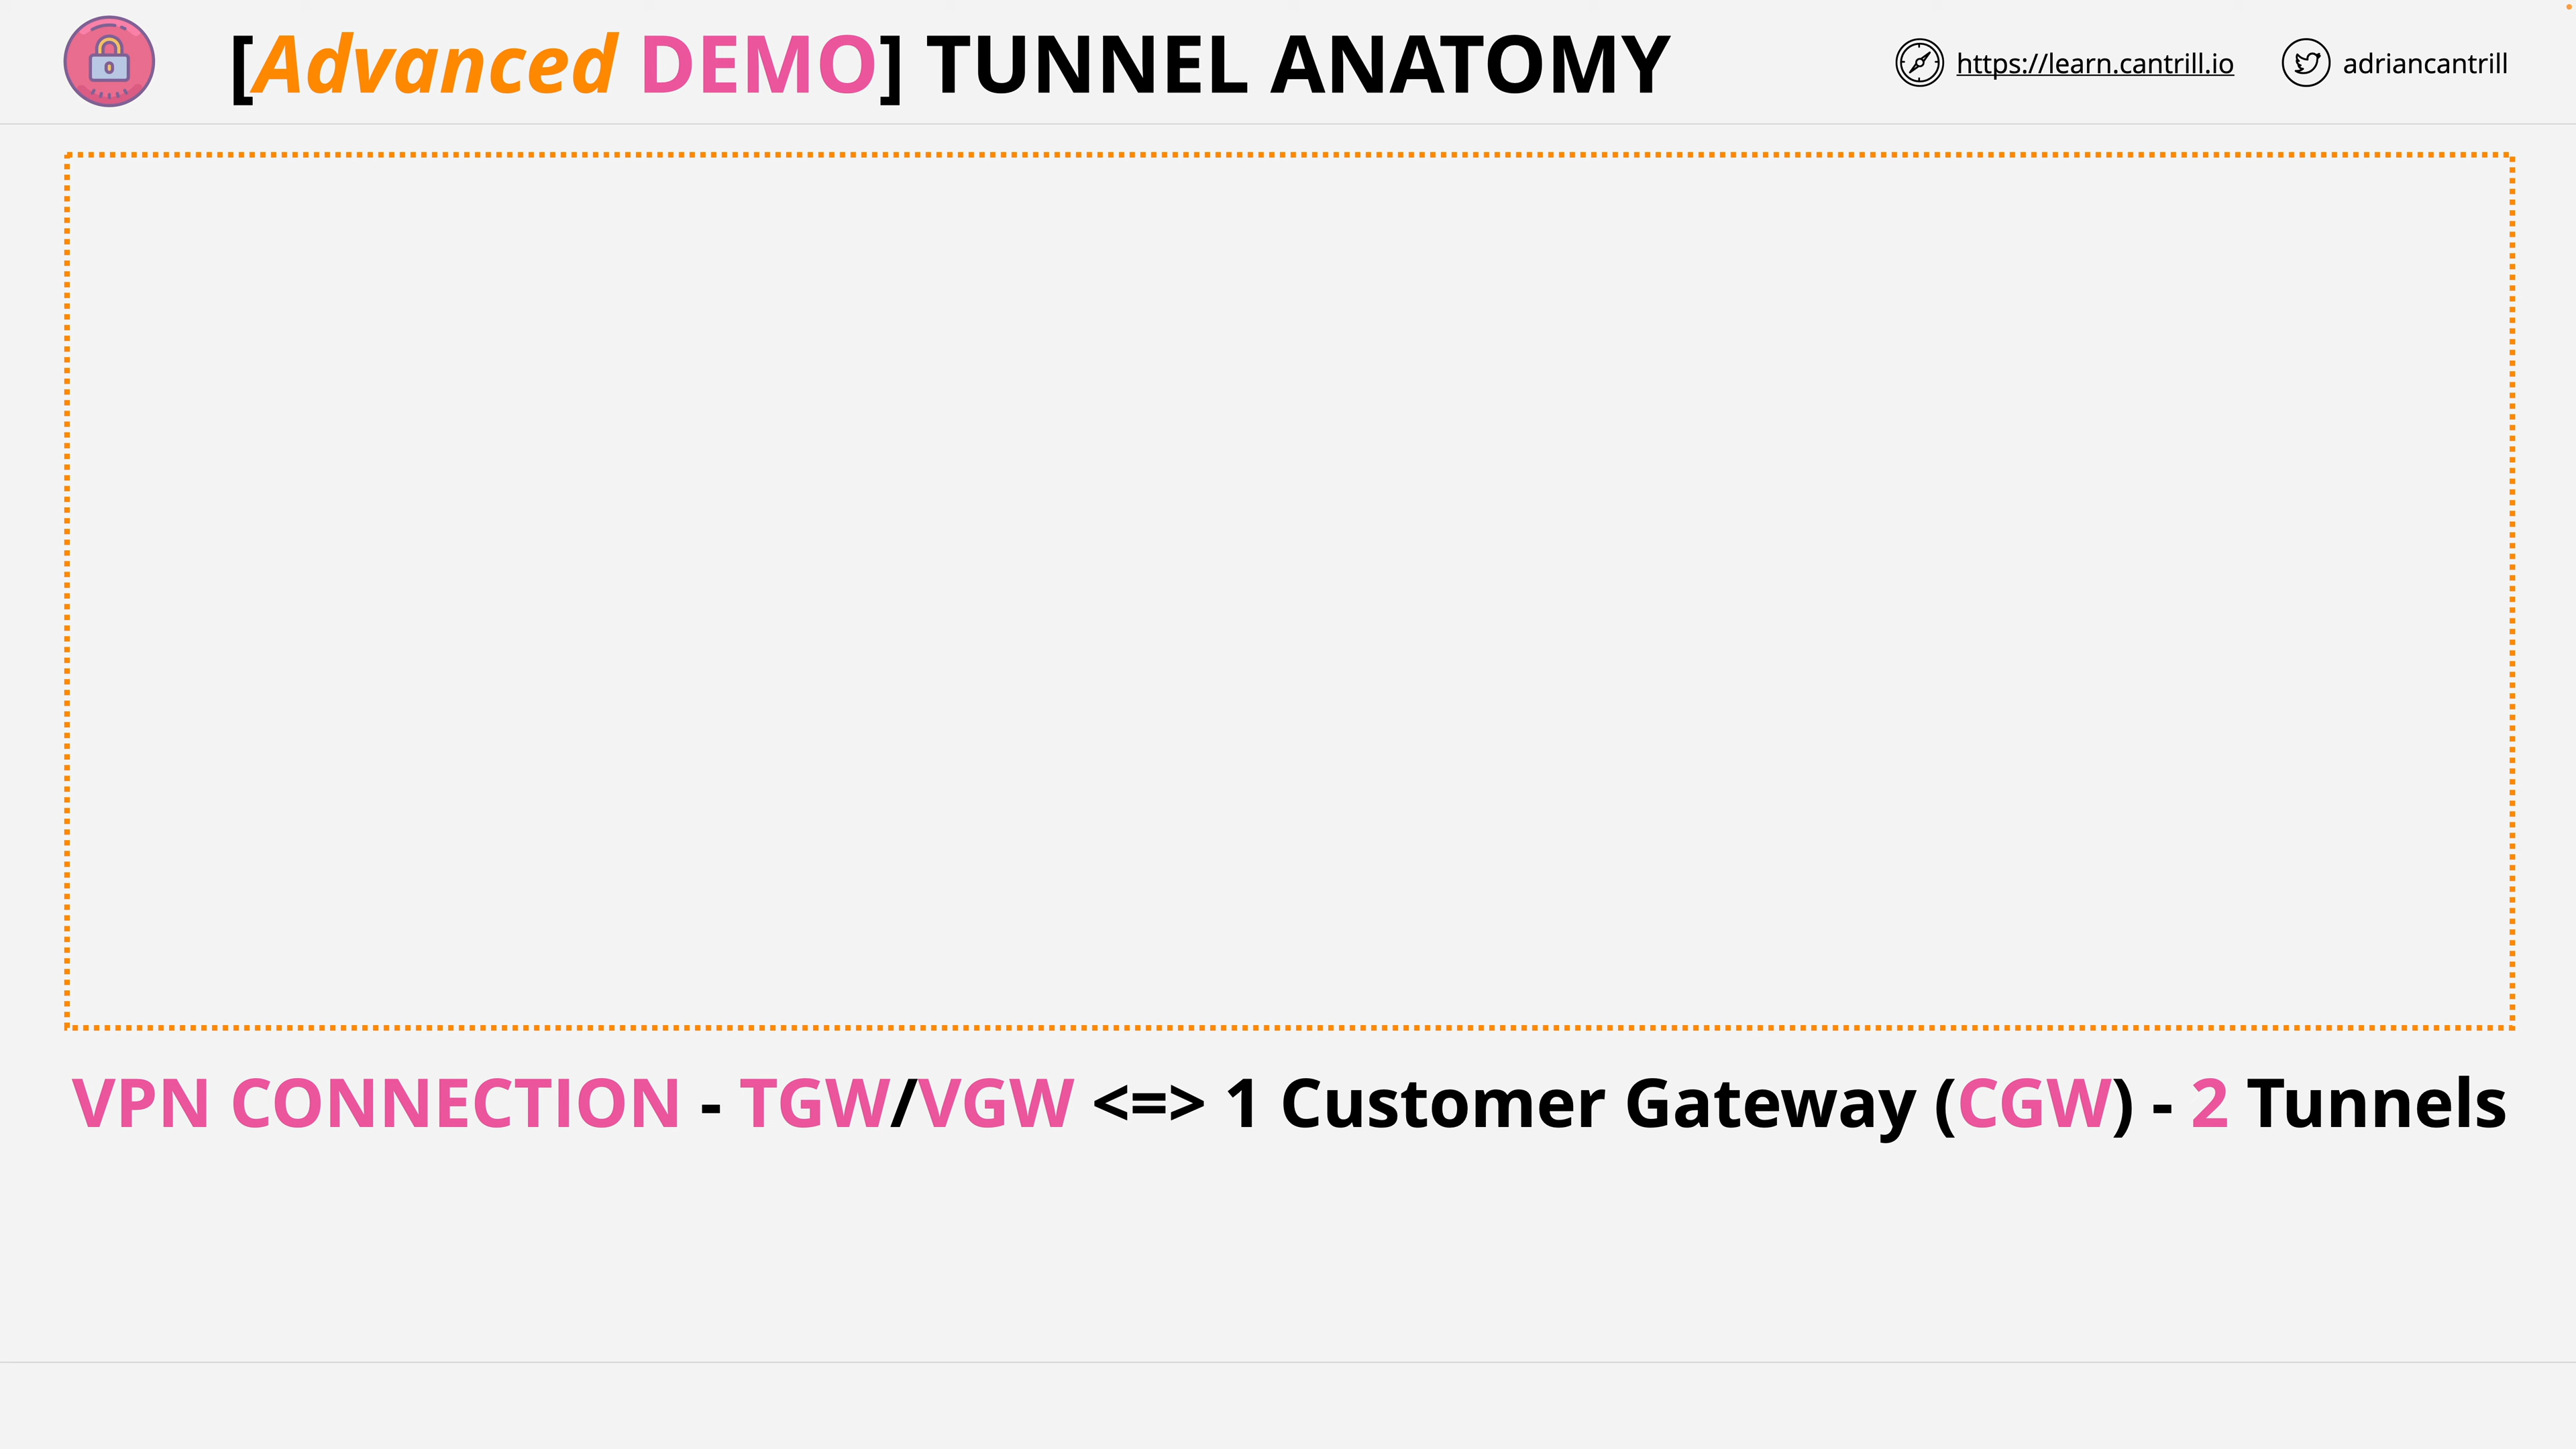 [Advanced DEMO] TUNNEL ANATOMY
https://learn.cantrill.io
adriancantrill
VPN CONNECTION - TGW/VGW <=> 1 Customer Gateway (CGW) - 2 Tunnels